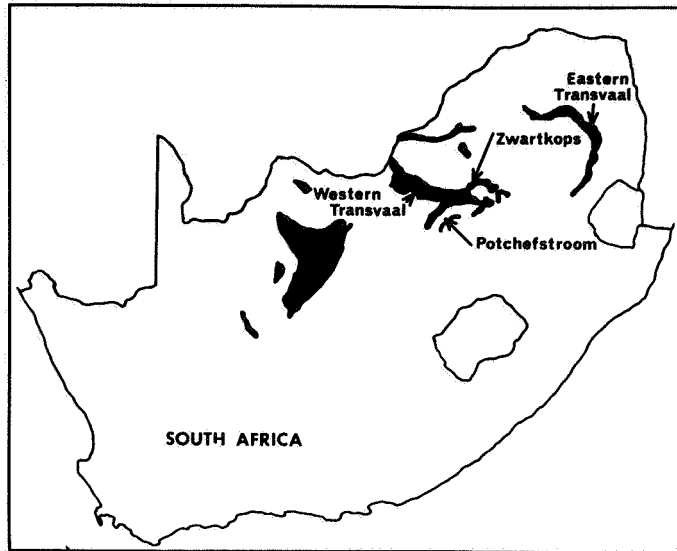 Eastern
Transvaal
Zwartkops
Western
Transvaal
Potchefstroom
SOUTH AFRICA